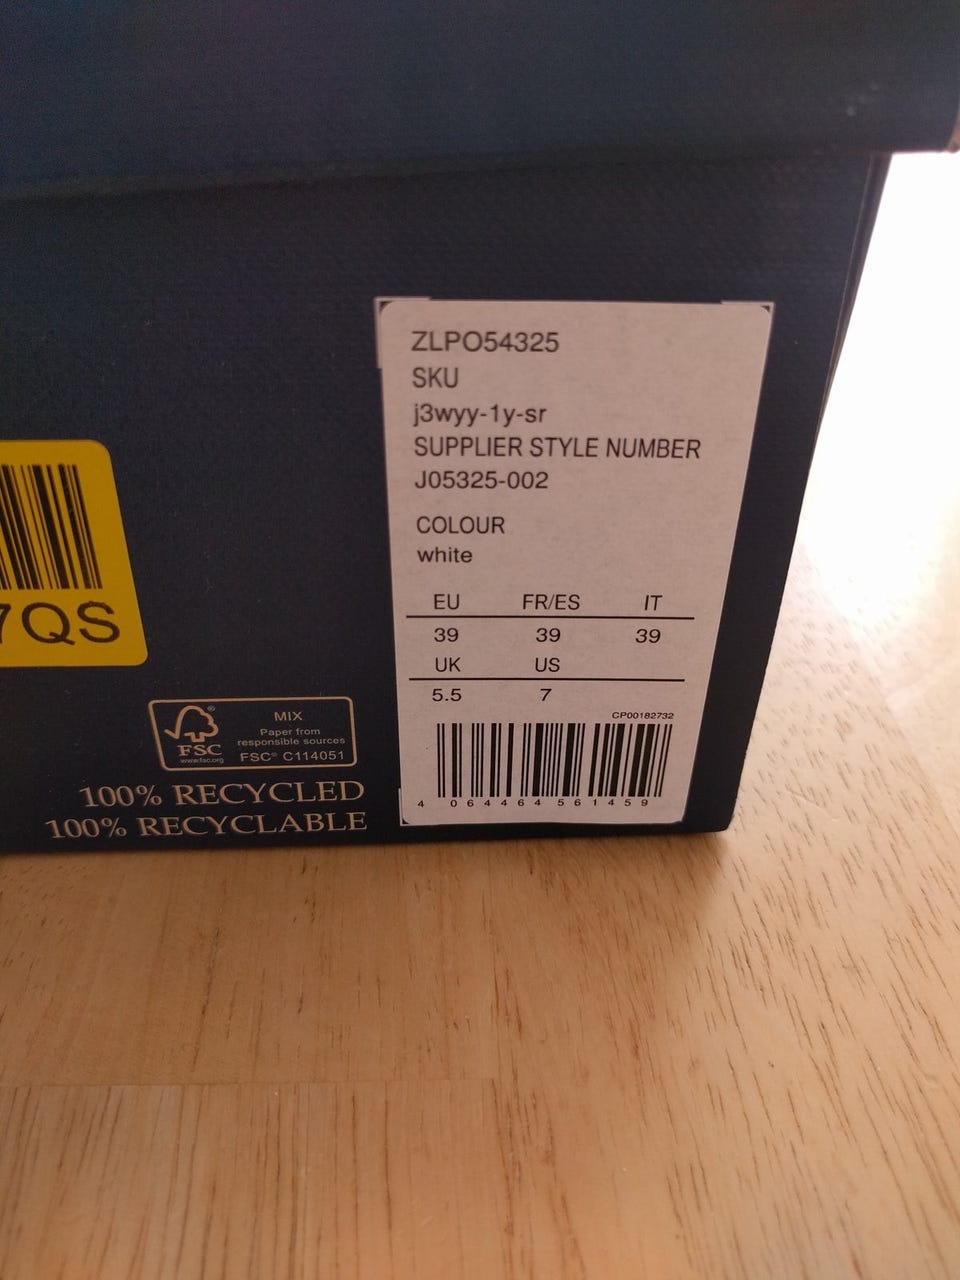 ZLPO54325
SKU
j3wyy-1y-sr
SUPPLIER STYLE NUMBER
J05325-002
COLOUR
white
EU FR/ES IT
39 39 39
UK US
5.5 7
CP00182732
4 064464 561459
7QS
FSC®
www.fsc.org
MIX
Paper from
responsible sources
FSC® C114051
100% RECYCLED
100% RECYCLABLE